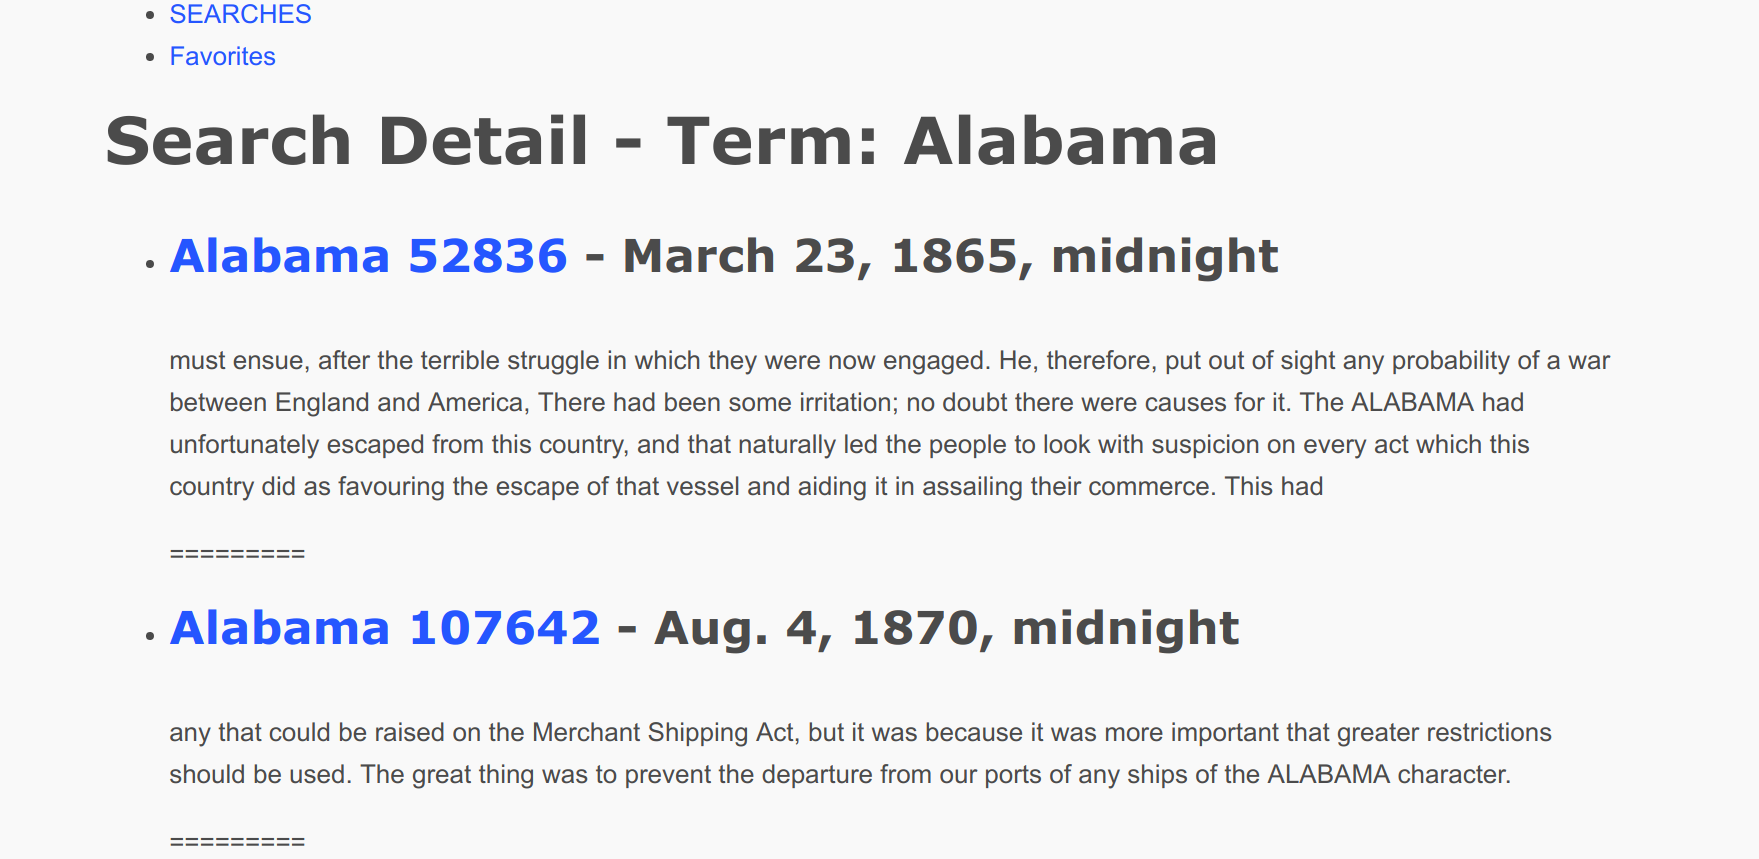 SEARCHES
Favorites
Search Detail - Term: Alabama
Alabama 52836 - March 23, 1865, midnight
must ensue, after the terrible struggle in which they were now engaged. He, therefore, put out of sight any probability of a war
between England and America, There had been some irritation; no doubt there were causes for it. The ALABAMA had
unfortunately escaped from this country, and that naturally led the people to look with suspicion on every act which this
country did as favouring the escape of that vessel and aiding it in assailing their commerce. This had
=========
Alabama 107642 - Aug. 4, 1870, midnight
any that could be raised on the Merchant Shipping Act, but it was because it was more important that greater restrictions
should be used. The great thing was to prevent the departure from our ports of any ships of the ALABAMA character.
=========